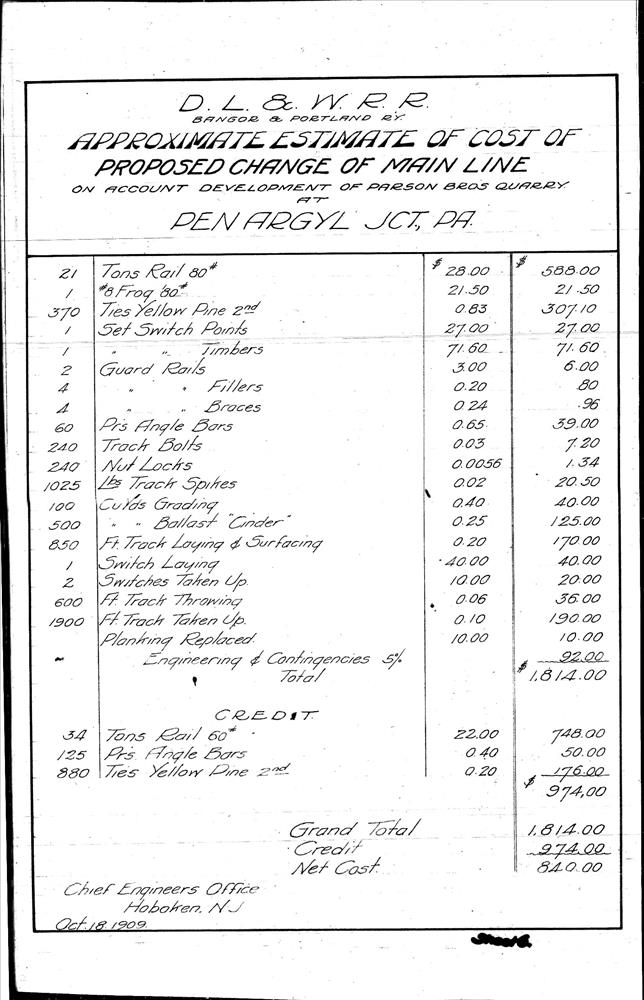 D. L. & W. R. R.
BANGOR & PORTLAND RY.
APPROXIMATE ESTIMATE OF COST OF
PROPOSED CHANGE OF MAIN LINE
ON ACCOUNT DEVELOPMENT OF PARSON BROS QUARRY
AT
PEN ARGYL JCT., PA.
21 Tons Rail 80# $ 28.00 $ 588.00
1 #8 Frog 80# 21.50 21.50
370 Ties Yellow Pine 2nd 0.83 307.10
1 Set Switch Points 27.00 27.00
1 " " Timbers 71.60 71.60
2 Guard Rails 3.00 6.00
4 " " Fillers 0.20 80
4 " " Braces 0.24 .96
60 Prs Angle Bars 0.65 39.00
240 Track Bolts 0.03 7.20
240 Nut Locks 0.0056 1.34
1025 Lbs Track Spikes 0.02 20.50
100 Cu Yds Grading 0.40 40.00
500 " " Ballast "Cinder" 0.25 125.00
850 Ft. Track Laying & Surfacing 0.20 170.00
1 Switch Laying 40.00 40.00
2 Switches Taken Up. 10.00 20.00
600 Ft. Track Throwing 0.06 36.00
1900 Ft. Track Taken Up. 0.10 190.00
Planking Replaced. 10.00 10.00
Engineering & Contingencies 5% 92.00
Total $ 1,814.00
CREDIT
34 Tons Rail 60# 22.00 748.00
125 Prs. Angle Bars 0.40 50.00
880 Ties Yellow Pine 2nd 0.20 176.00
$ 974,00
Grand Total 1,814.00
Credit 974.00
Net Cost. 840.00
Chief Engineers Office
Hoboken, N J
Oct. 18. 1909.
Sheet 6.